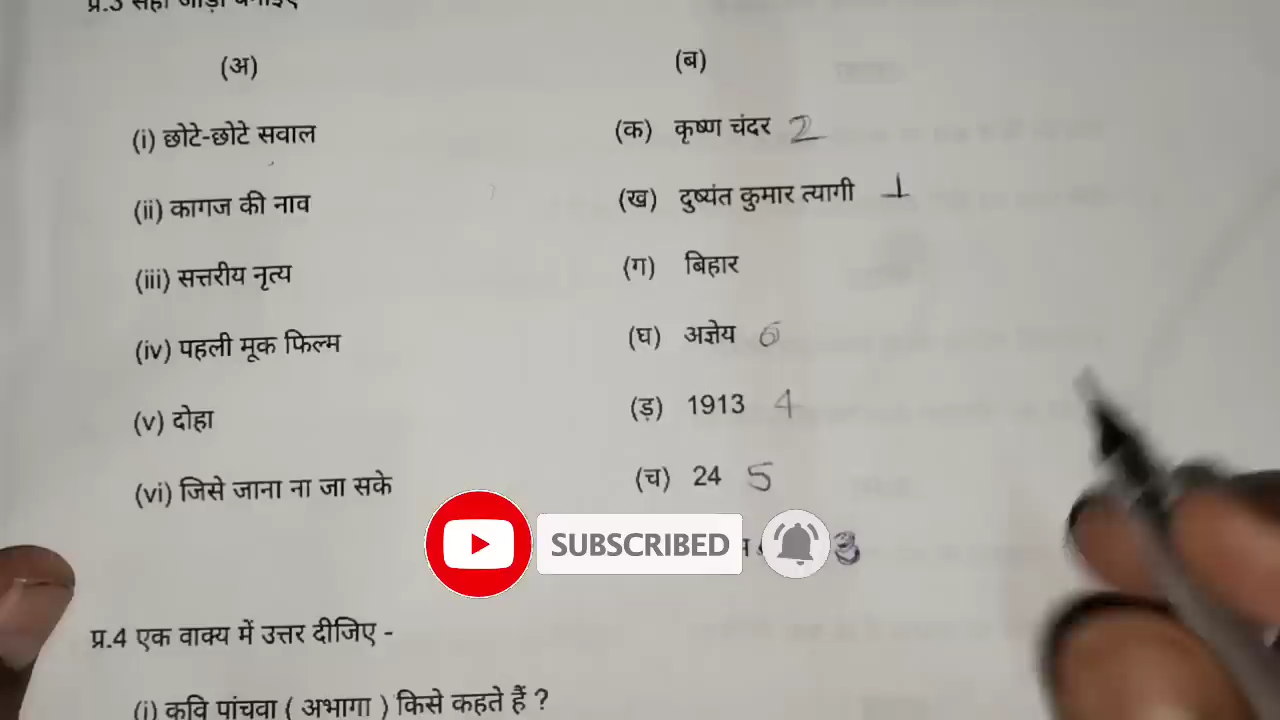 (अ) (ब)
(i) छोटे-छोटे सवाल (क) कृष्ण चंदर 2
(ii) कागज की नाव (ख) दुष्यंत कुमार त्यागी 1
(iii) सत्तरीय नृत्य (ग) बिहार
(iv) पहली मूक फिल्म (घ) अज्ञेय 6
(v) दोहा (ड़) 1913 4
(vi) जिसे जाना ना जा सके (च) 24 5
SUBSCRIBED 3
प्र.4 एक वाक्य में उत्तर दीजिए -
(i) कवि पांचवा ( अभागा ) किसे कहते हैं ?